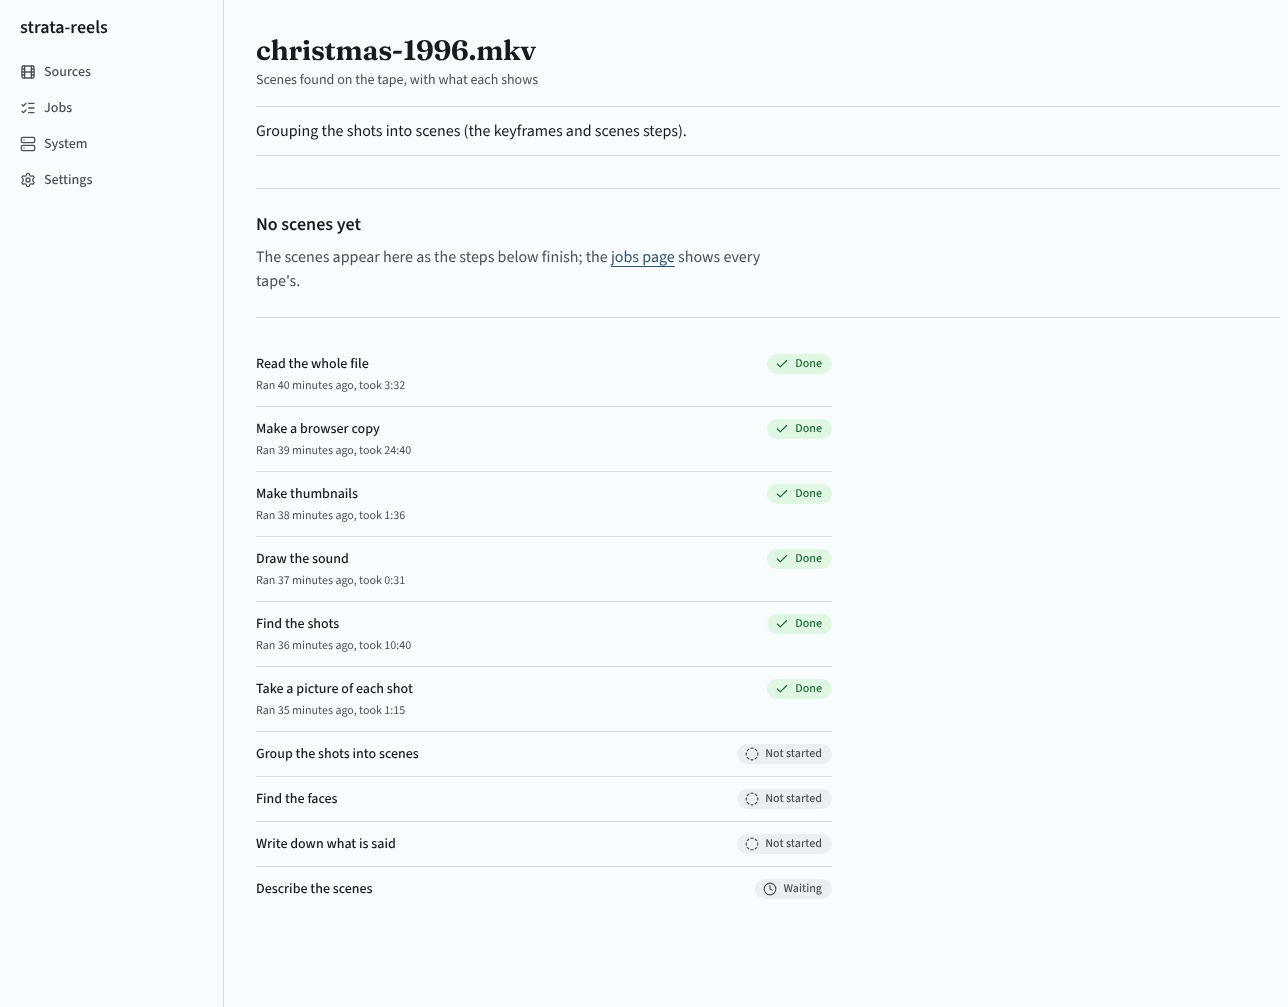 strata-reels
Sources
Jobs
System
Settings
christmas-1996.mkv
Scenes found on the tape, with what each shows
Grouping the shots into scenes (the keyframes and scenes steps).
No scenes yet
The scenes appear here as the steps below finish; the jobs page shows every
tape's.
Read the whole file
Done
Ran 40 minutes ago, took 3:32
Make a browser copy
Done
Ran 39 minutes ago, took 24:40
Make thumbnails
Done
Ran 38 minutes ago, took 1:36
Draw the sound
Done
Ran 37 minutes ago, took 0:31
Find the shots
Done
Ran 36 minutes ago, took 10:40
Take a picture of each shot
Done
Ran 35 minutes ago, took 1:15
Group the shots into scenes
Not started
Find the faces
Not started
Write down what is said
Not started
Describe the scenes
Waiting